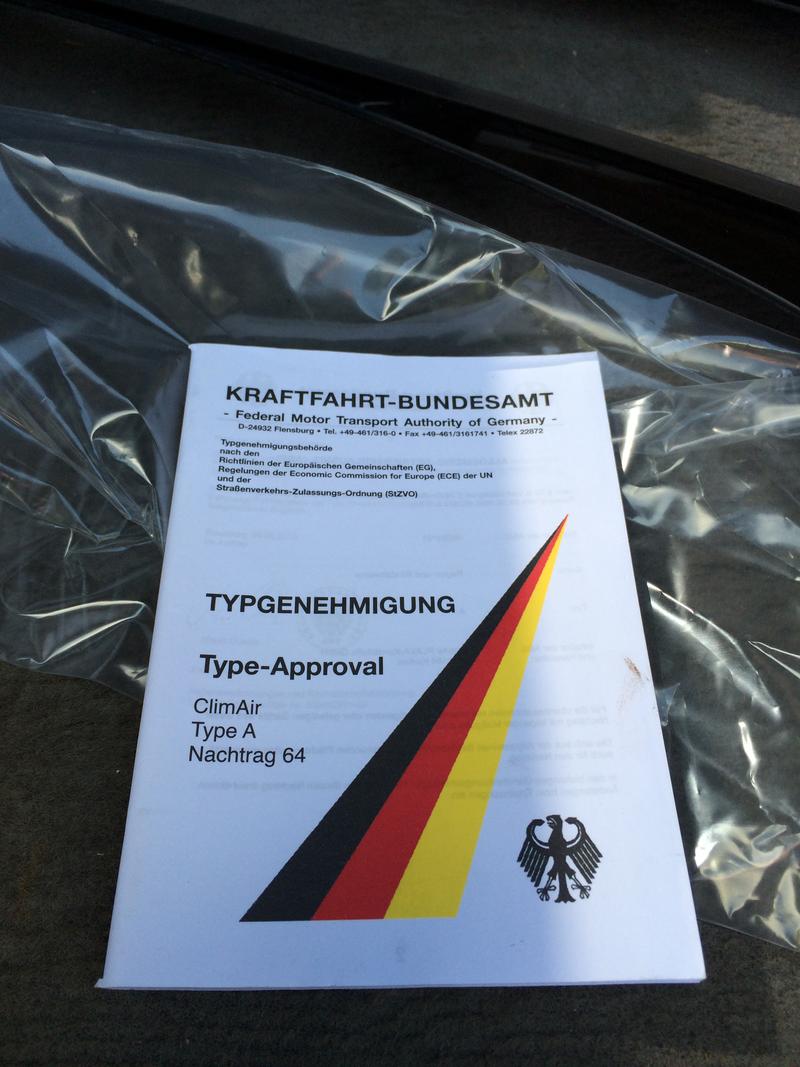 KRAFTFAHRT-BUNDESAMT
- Federal Motor Transport Authority of Germany -
D-24932 Flensburg • Tel. +49-461/316-0 • Fax +49-461/3161741 • Telex 22872
Typgenehmigungsbehörde
nach den
Richtlinien der Europäischen Gemeinschaften (EG),
Regelungen der Economic Commission for Europe (ECE) der UN
und der
Straßenverkehrs-Zulassungs-Ordnung (StZVO)
TYPGENEHMIGUNG
Type-Approval
ClimAir
Type A
Nachtrag 64